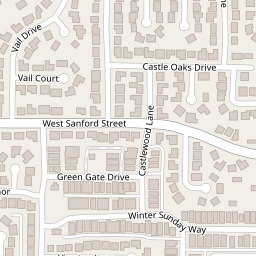 Vail Drive
Castle Oaks Drive
Vail Court
Castlewood Lane
West Sanford Street
Green Gate Drive
Winter Sunday Way